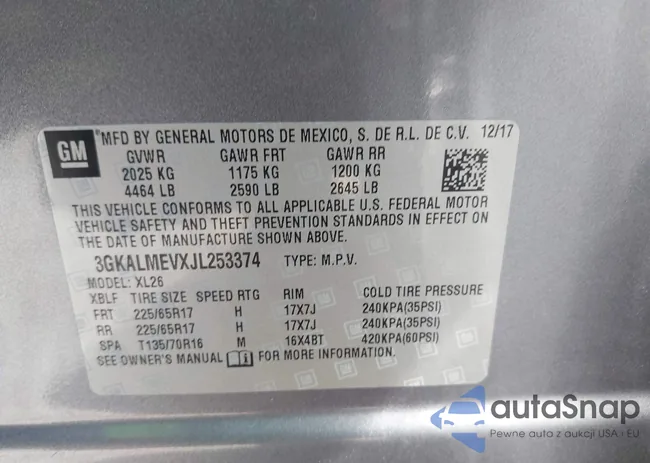 GM
*MFD BY GENERAL MOTORS DE MEXICO, S. DE R.L. DE C.V. 12/17
GVWR GAWR FRT GAWR RR
2025 KG 1175 KG 1200 KG
4464 LB 2590 LB 2645 LB
THIS VEHICLE CONFORMS TO ALL APPLICABLE U.S. FEDERAL MOTOR
VEHICLE SAFETY AND THEFT PREVENTION STANDARDS IN EFFECT ON
THE DATE OF MANUFACTURE SHOWN ABOVE.
3GKALMEVXJL253374 TYPE: M.P.V.
MODEL: XL26
XBLF TIRE SIZE SPEED RTG RIM COLD TIRE PRESSURE
FRT 225/65R17 H 17X7J 240KPA(35PSI)
RR 225/65R17 H 17X7J 240KPA(35PSI)
SPA T135/70R16 M 16X4BT 420KPA(60PSI)
SEE OWNER'S MANUAL FOR MORE INFORMATION
autaSnap
Pewne auta z aukcji USA i EU